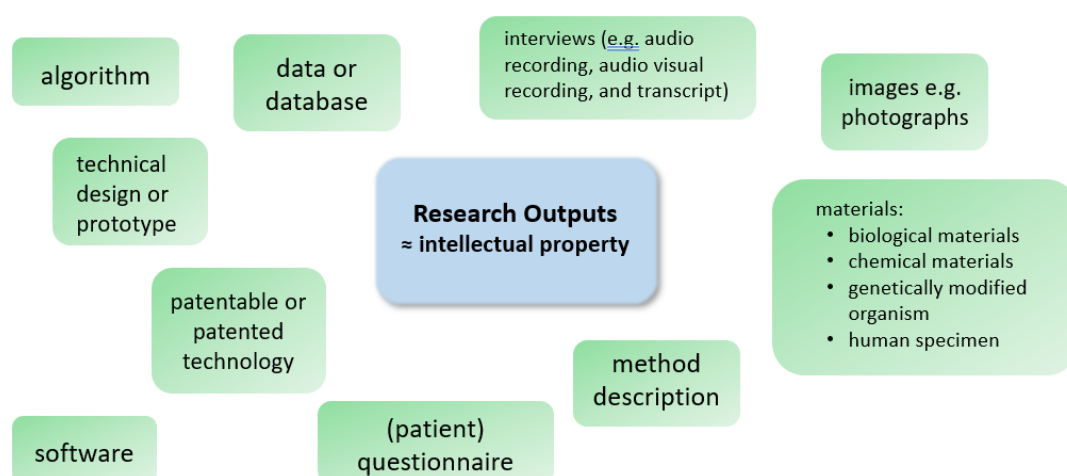 algorithm
data or
database
interviews (e.g. audio
recording, audio visual
recording, and transcript)
images e.g.
photographs
technical
design or
prototype
Research Outputs
≈ intellectual property
materials:
• biological materials
• chemical materials
• genetically modified
organism
• human specimen
patentable or
patented
technology
method
description
software
(patient)
questionnaire